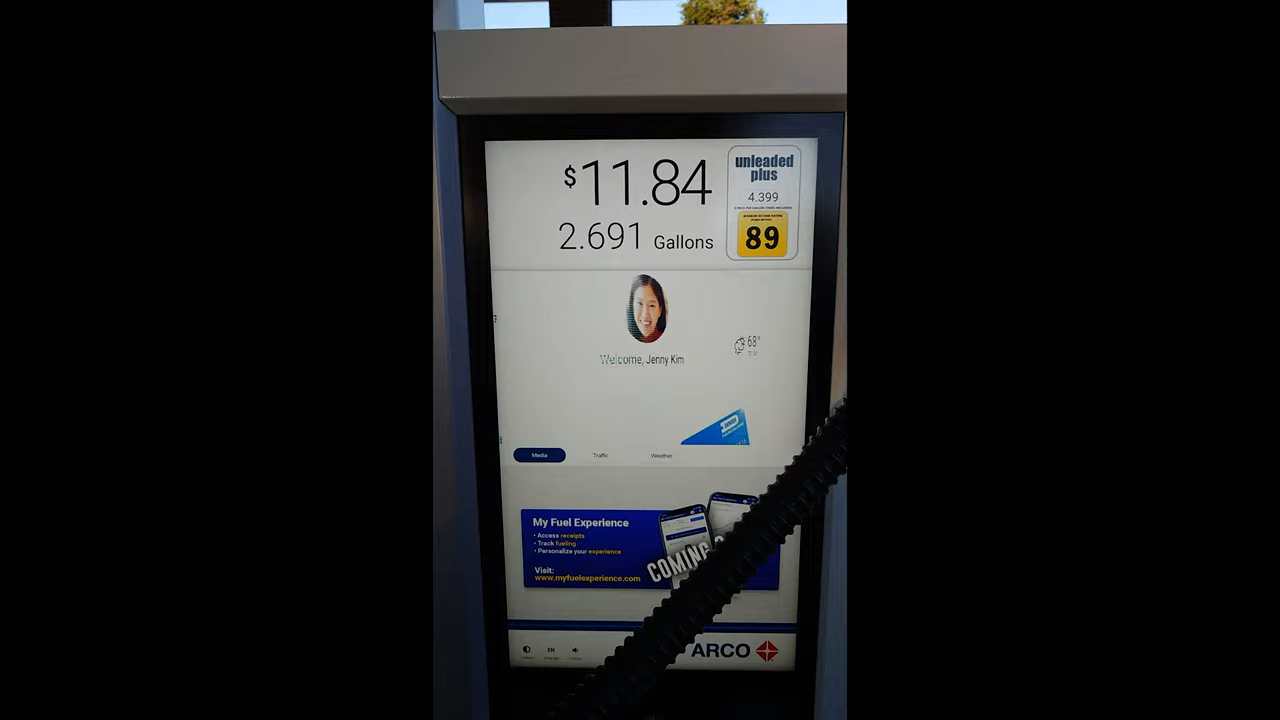 $11.84
2.691 Gallons
unleaded
plus
4.399
89
Welcome, Jenny Kim
68°
Media
Traffic
Weather
My Fuel Experience
• Access receipts
• Track fueling
• Personalize your experience
Visit:
www.myfuelexperience.com
COMING
EN
ARCO